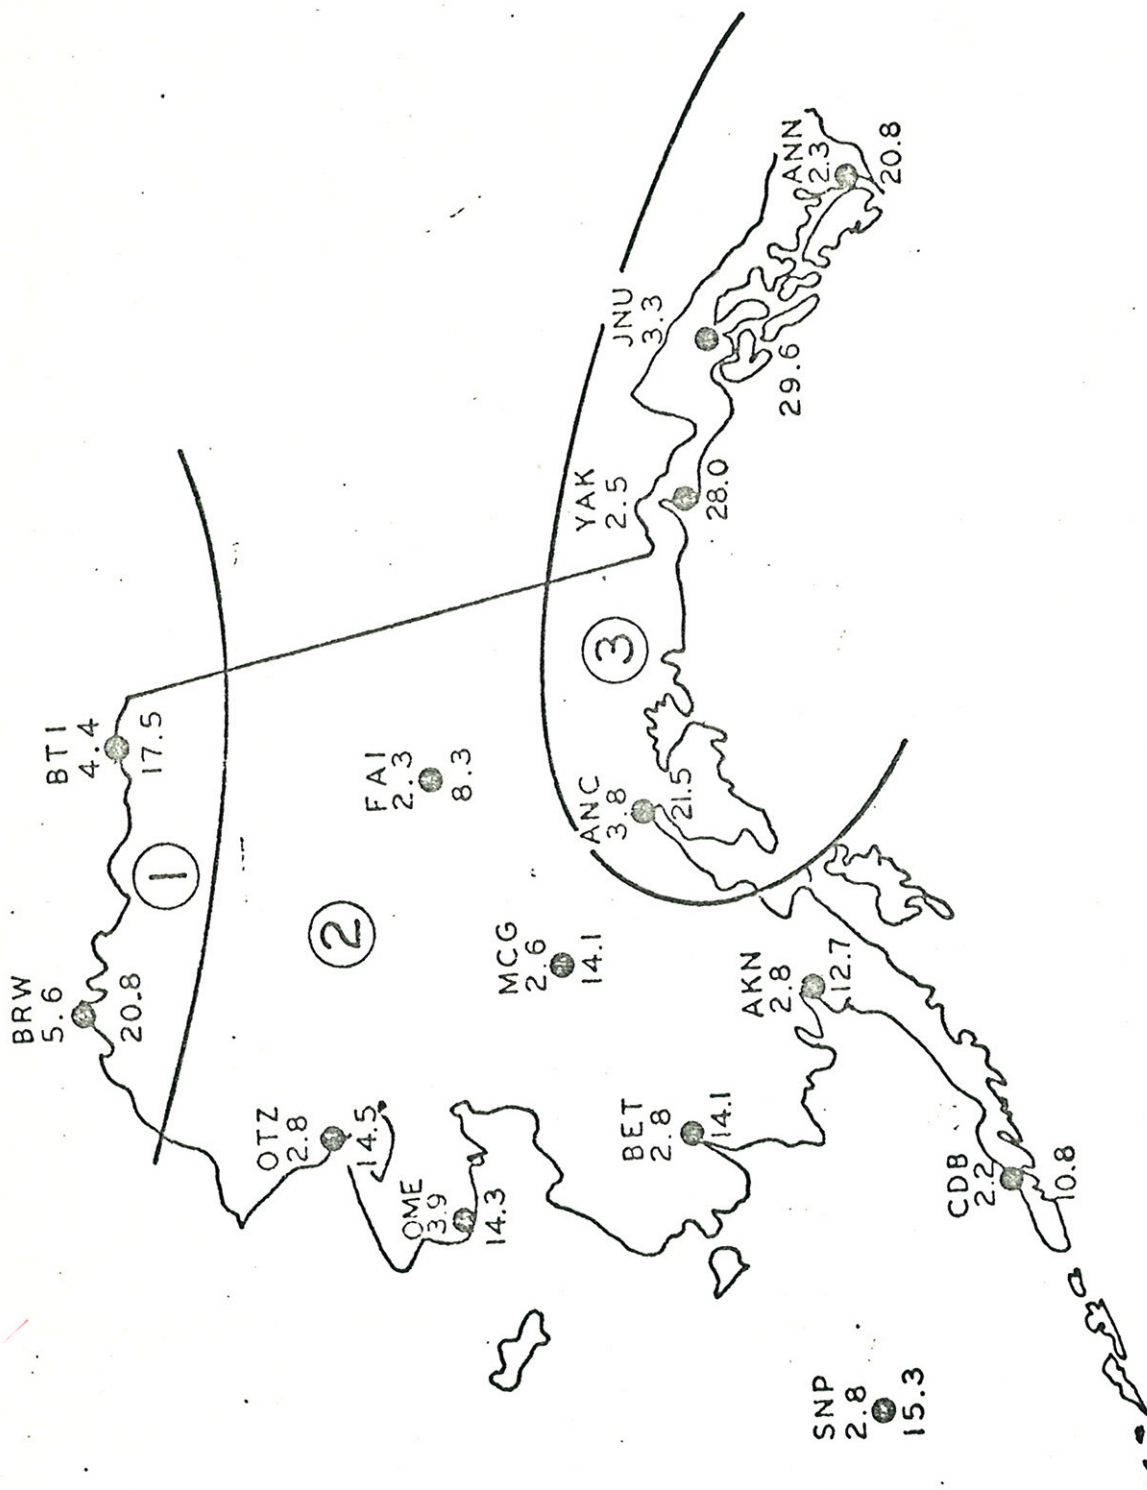 BRW
5.6
20.8
BTI
4.4
17.5
1
OTZ
2.8
14.5
2
FAI
2.3
8.3
OME
3.9
14.3
MCG
2.6
14.1
ANC
3.8
21.5
3
YAK
2.5
28.0
JNU
3.3
29.6
ANN
2.3
20.8
BET
2.8
14.1
AKN
2.8
12.7
SNP
2.8
15.3
CDB
2.2
10.8